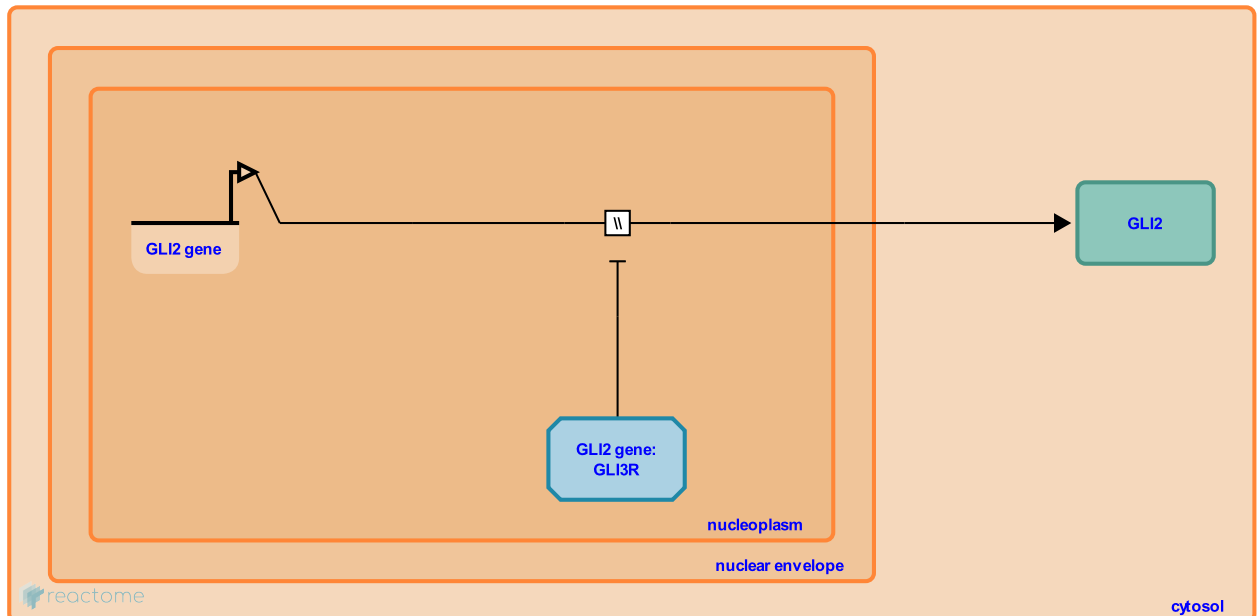 \\
GLI2 gene
GLI2
GLI2 gene:
GLI3R
nucleoplasm
nuclear envelope
reactome
cytosol